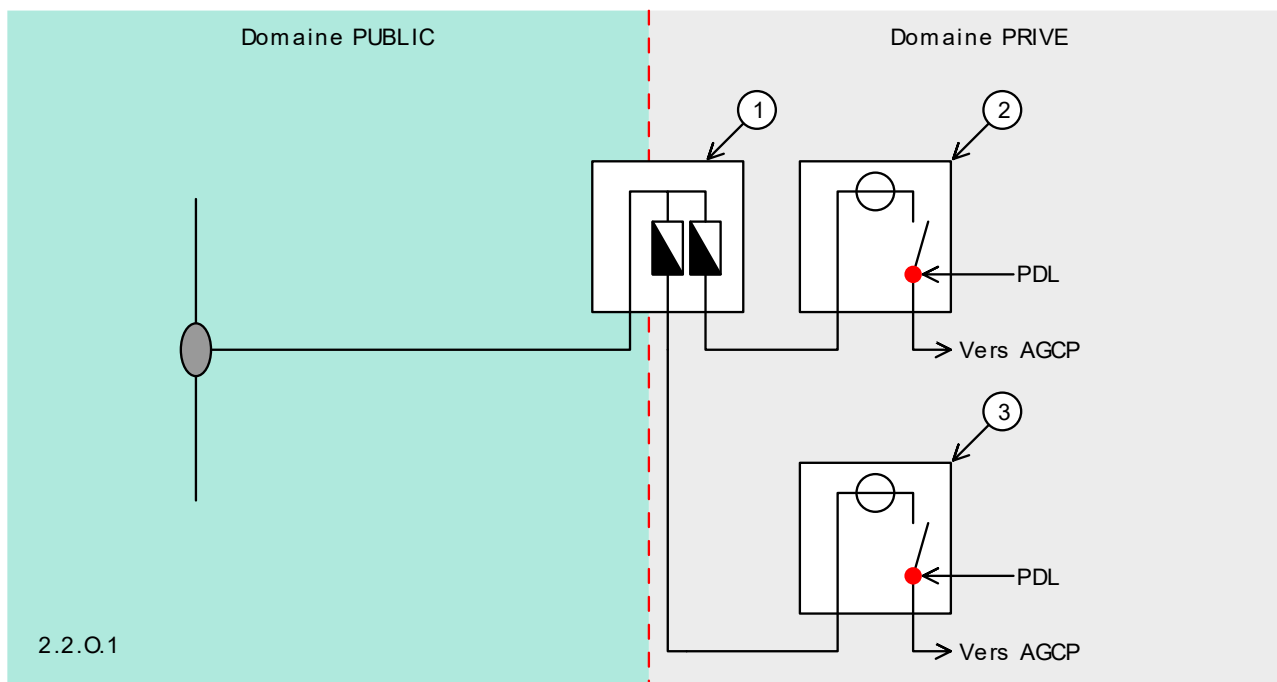 Domaine PUBLIC
Domaine PRIVE
1
2
PDL
Vers AGCP
3
PDL
2.2.O.1
Vers AGCP